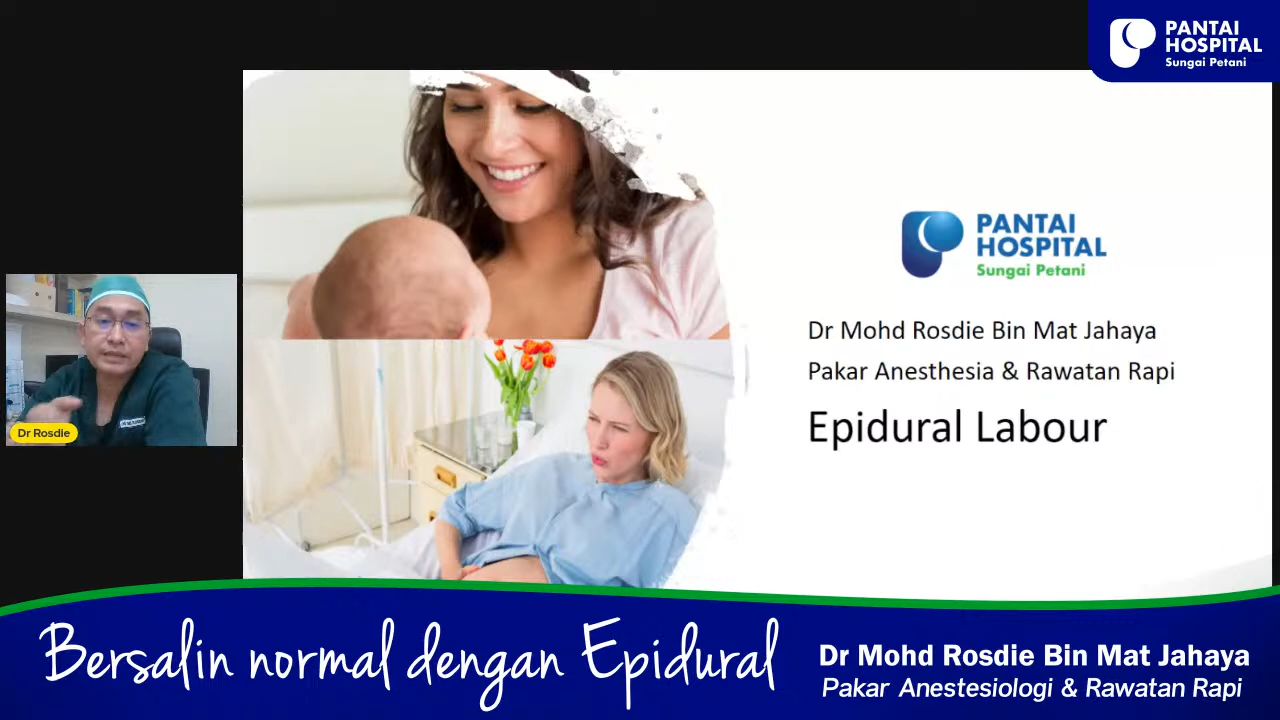 PANTAI
HOSPITAL
Sungai Petani
PANTAI
HOSPITAL
Sungai Petani
Dr Mohd Rosdie Bin Mat Jahaya
Pakar Anesthesia & Rawatan Rapi
Epidural Labour
Dr Rosdie
Bersalin normal dengan Epidural
Dr Mohd Rosdie Bin Mat Jahaya
Pakar Anestesiologi & Rawatan Rapi